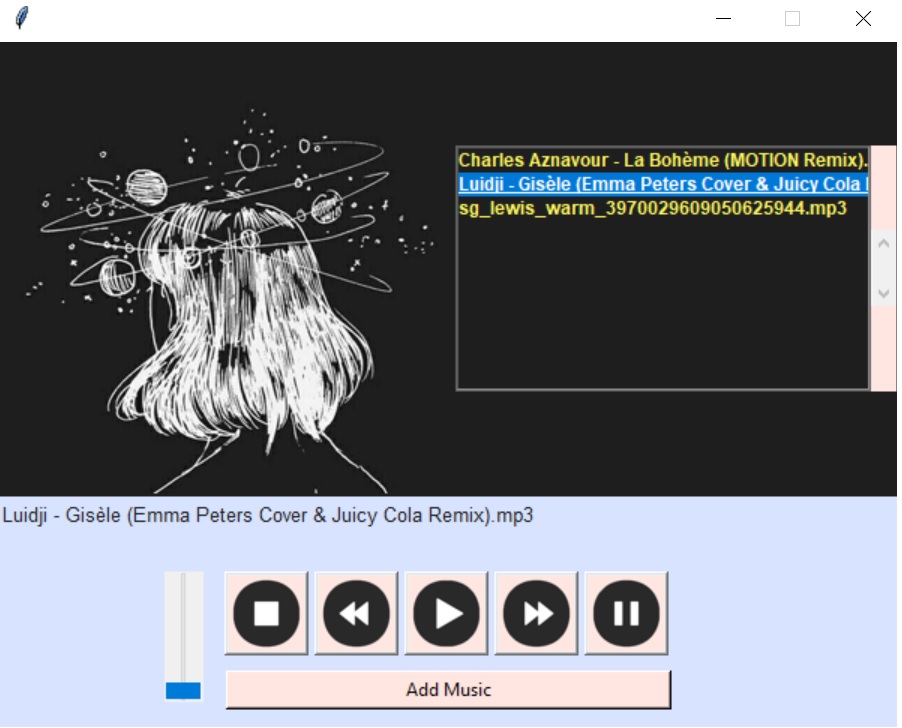 Charles Aznavour - La Bohème (MOTION Remix).
Luidji - Gisèle (Emma Peters Cover & Juicy Cola
sg_lewis_warm_3970029609050625944.mp3
Luidji - Gisèle (Emma Peters Cover & Juicy Cola Remix).mp3
Add Music